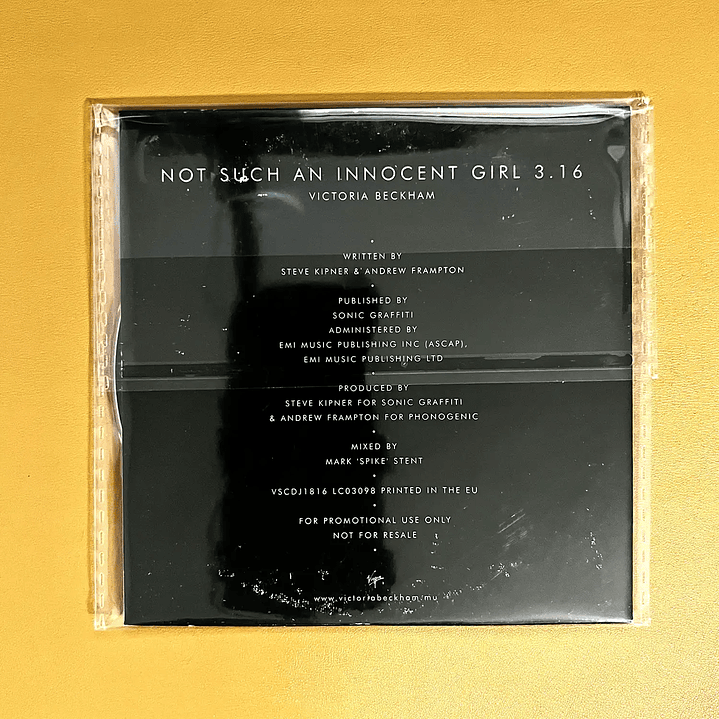 NOT SUCH AN INNOCENT GIRL 3.16
VICTORIA BECKHAM
WRITTEN BY
STEVE KIPNER & ANDREW FRAMPTON
PUBLISHED BY
SONIC GRAFFITI
ADMINISTERED BY
EMI MUSIC PUBLISHING INC (ASCAP),
EMI MUSIC PUBLISHING LTD
PRODUCED BY
STEVE KIPNER FOR SONIC GRAFFITI
& ANDREW FRAMPTON FOR PHONOGENIC
MIXED BY
MARK 'SPIKE' STENT
VSCDJ1816 LC03098 PRINTED IN THE EU
FOR PROMOTIONAL USE ONLY
NOT FOR RESALE
Virgin
www.victoriabeckham.mu